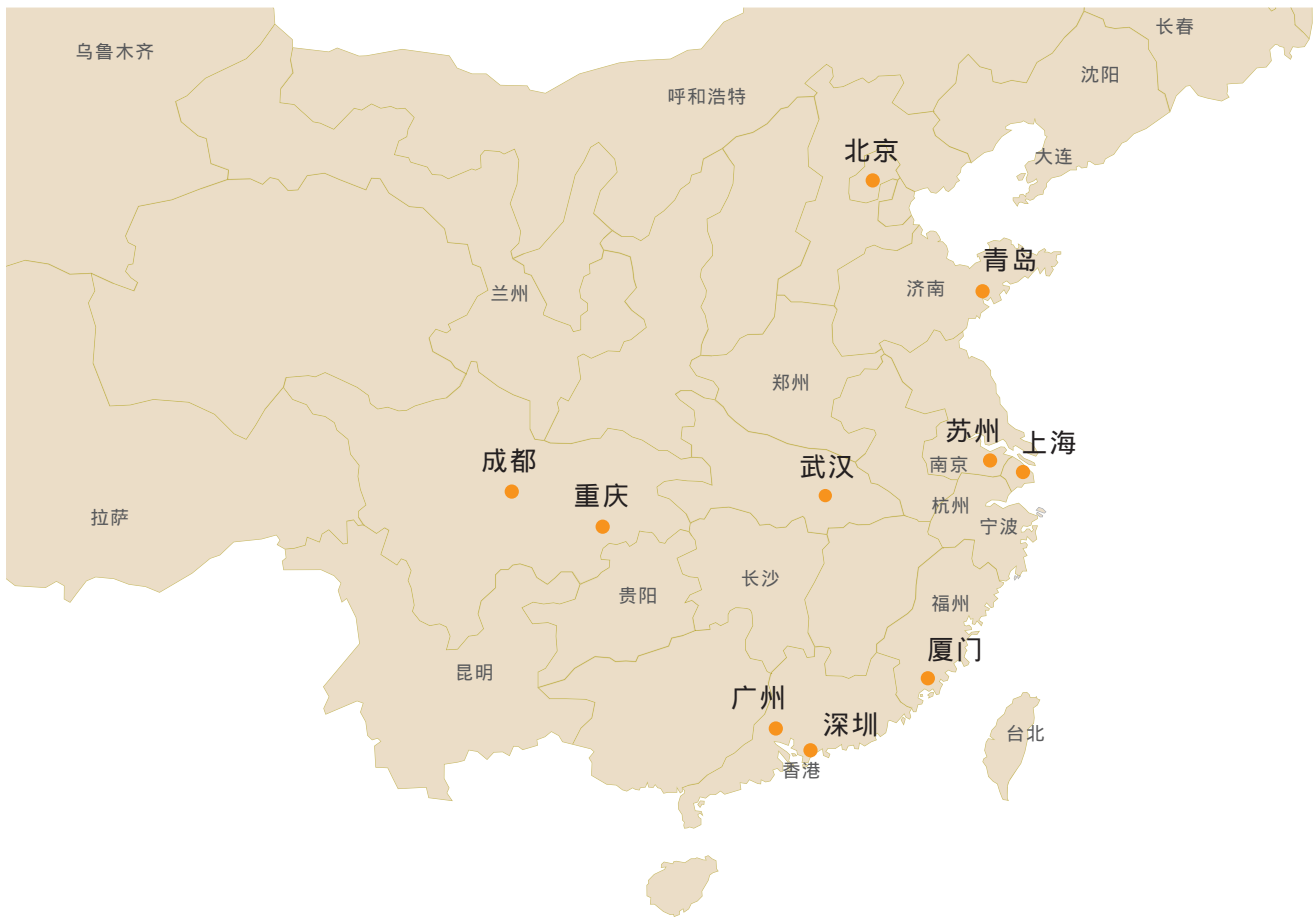 长春
乌鲁木齐
沈阳
呼和浩特
北京
大连
青岛
济南
兰州
郑州
苏州
上海
成都
南京
武汉
重庆
杭州
拉萨
宁波
长沙
贵阳
福州
厦门
昆明
广州
深圳
台北
香港